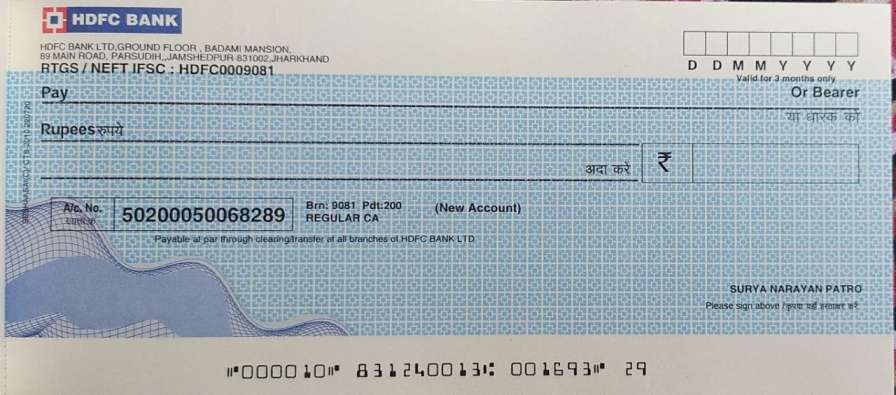 HDFC BANK
HDFC BANK LTD,GROUND FLOOR , BADAMI MANSION,
89 MAIN ROAD, PARSUDIH,,JAMSHEDPUR-831002,JHARKHAND
RTGS / NEFT IFSC : HDFC0009081
D D M M Y Y Y Y
Valid for 3 months only
Pay
Or Bearer
या धारक को
Rupees रुपये
अदा करें
₹
A/c. No.
50200050068289
Brn: 9081 Pdt:200
REGULAR CA
(New Account)
Payable at par through clearing/transfer at all branches of HDFC BANK LTD
SURYA NARAYAN PATRO
Please sign above / कृपया यहाँ हस्ताक्षर करें
⑈000010⑈ 831240013⑆ 001693⑈ 29